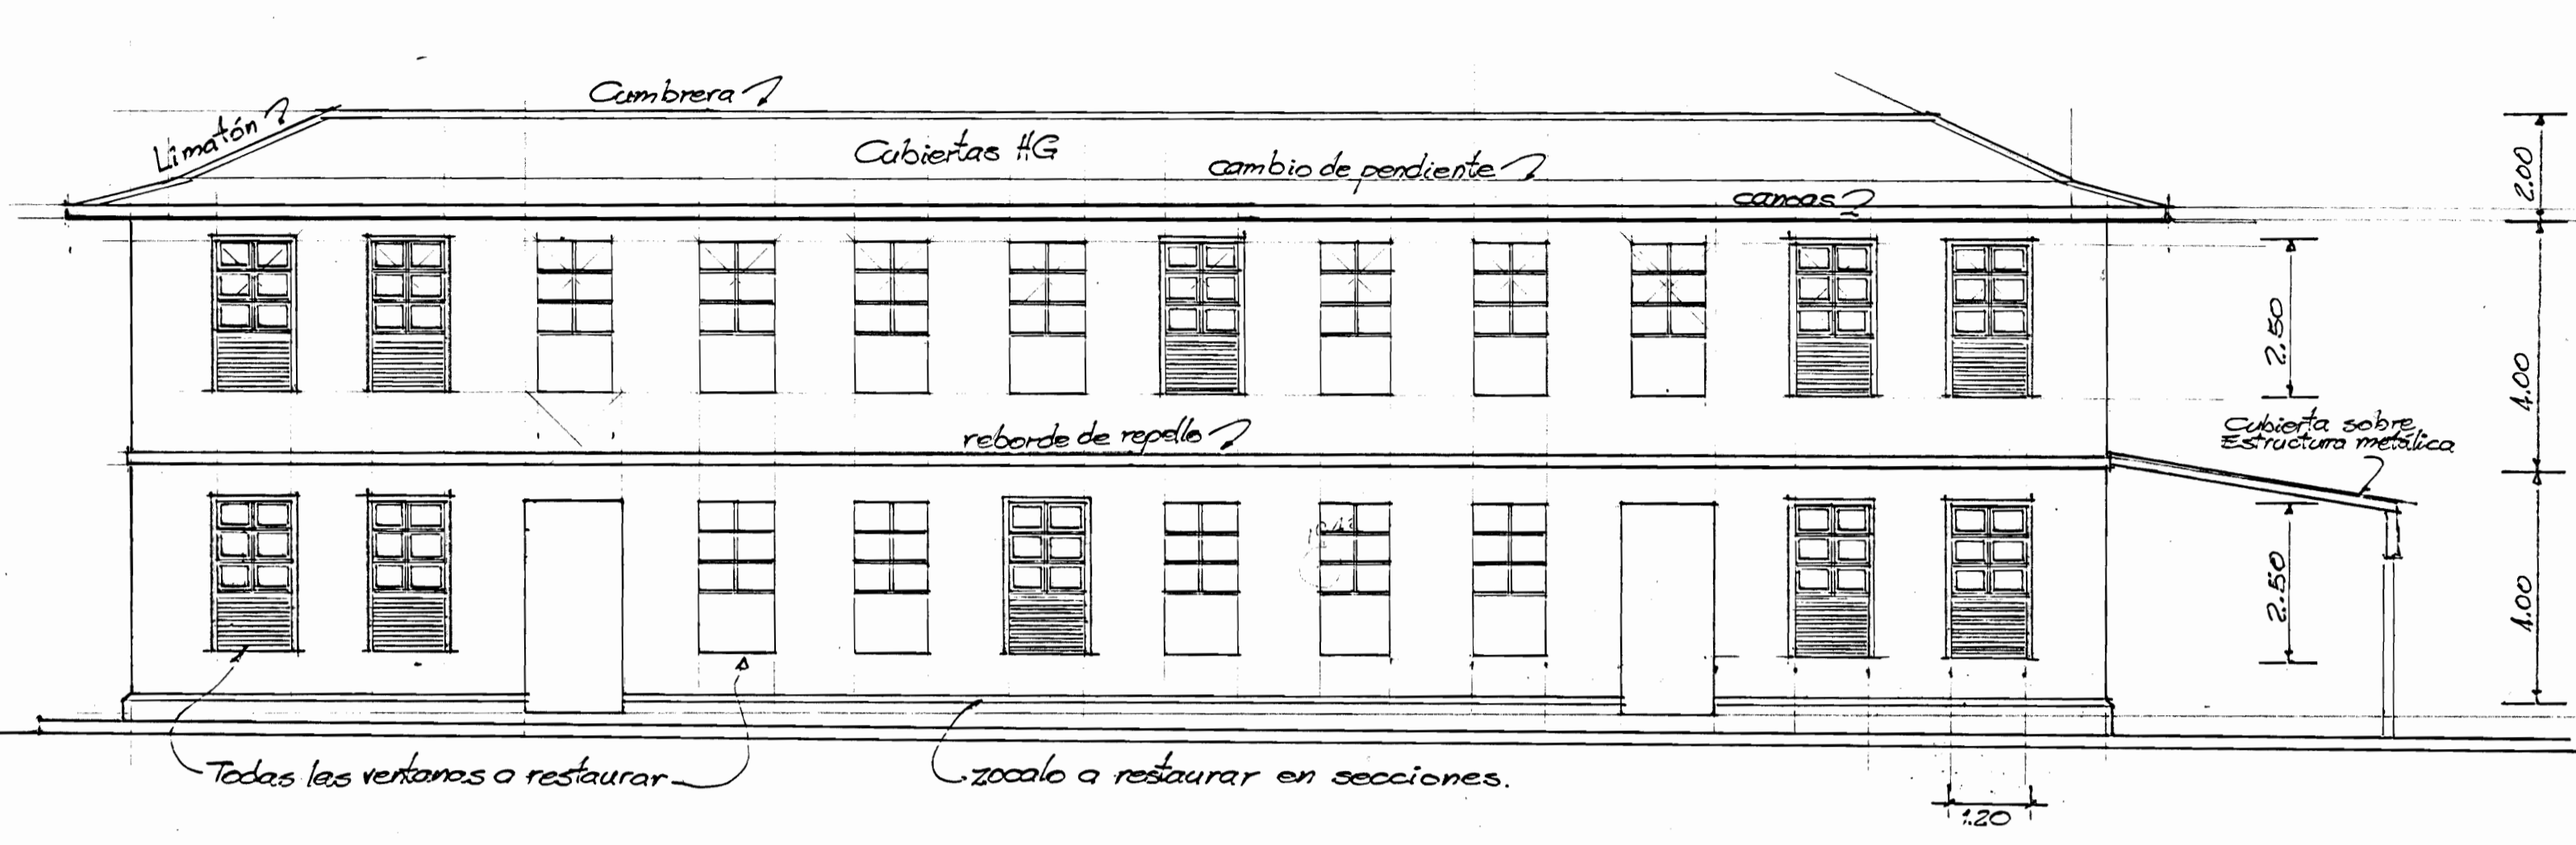 Cumbrera
Limatón
Cubiertas HG
cambio de pendiente
canoas
2.00
2.50
4.00
reborde de repello
Cubierta sobre
Estructura metálica
2.50
4.00
Todas las ventanas a restaurar
zocalo a restaurar en secciones.
1.20